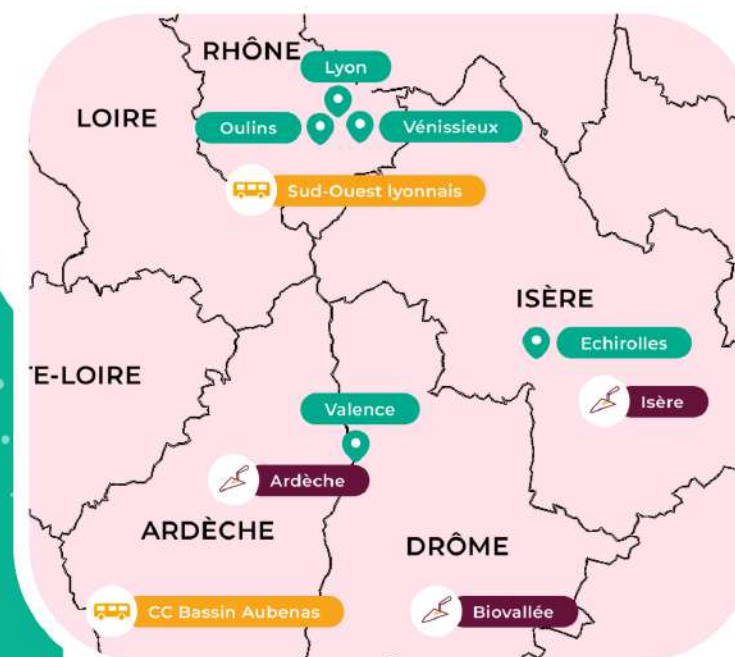 RHÔNE
Lyon
LOIRE
Oulins
Vénissieux
Sud-Ouest lyonnais
ISÈRE
Echirolles
E-LOIRE
Isère
Valence
Ardèche
ARDÈCHE
DRÔME
CC Bassin Aubenas
Biovallée